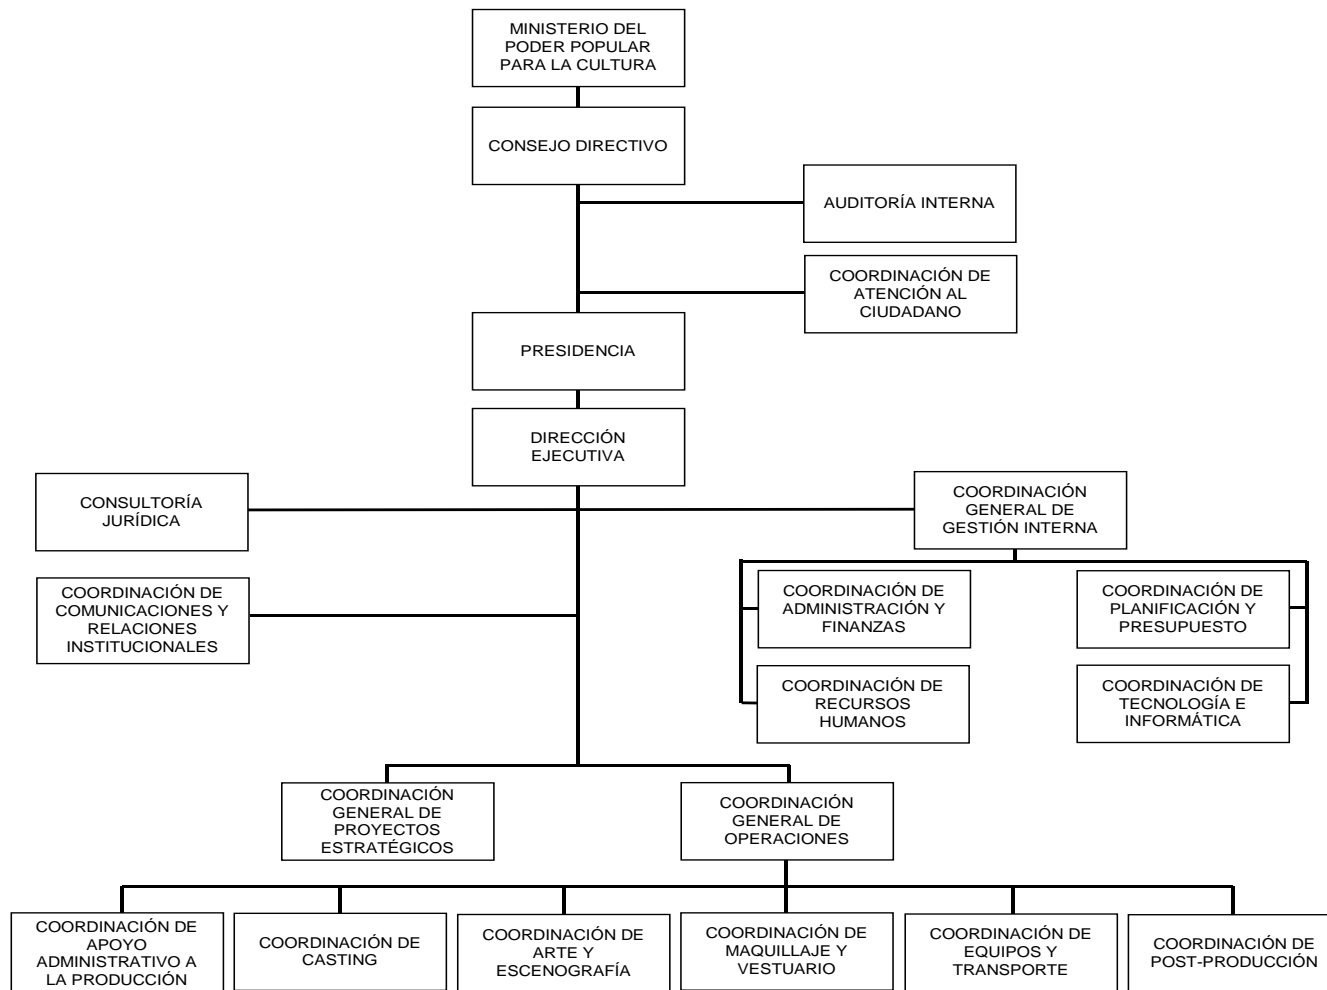 MINISTERIO DEL
PODER POPULAR
PARA LA CULTURA
CONSEJO DIRECTIVO
AUDITORÍA INTERNA
COORDINACIÓN DE
ATENCIÓN AL
CIUDADANO
PRESIDENCIA
DIRECCIÓN
EJECUTIVA
CONSULTORÍA
JURÍDICA
COORDINACIÓN
GENERAL DE
GESTIÓN INTERNA
COORDINACIÓN DE
COMUNICACIONES Y
RELACIONES
INSTITUCIONALES
COORDINACIÓN DE
ADMINISTRACIÓN Y
FINANZAS
COORDINACIÓN DE
PLANIFICACIÓN Y
PRESUPUESTO
COORDINACIÓN DE
RECURSOS
HUMANOS
COORDINACIÓN DE
TECNOLOGÍA E
INFORMÁTICA
COORDINACIÓN
GENERAL DE
PROYECTOS
ESTRATÉGICOS
COORDINACIÓN
GENERAL DE
OPERACIONES
COORDINACIÓN DE
APOYO
ADMINISTRATIVO A
LA PRODUCCIÓN
COORDINACIÓN DE
CASTING
COORDINACIÓN DE
ARTE Y
ESCENOGRAFÍA
COORDINACIÓN DE
MAQUILLAJE Y
VESTUARIO
COORDINACIÓN DE
EQUIPOS Y
TRANSPORTE
COORDINACIÓN DE
POST-PRODUCCIÓN